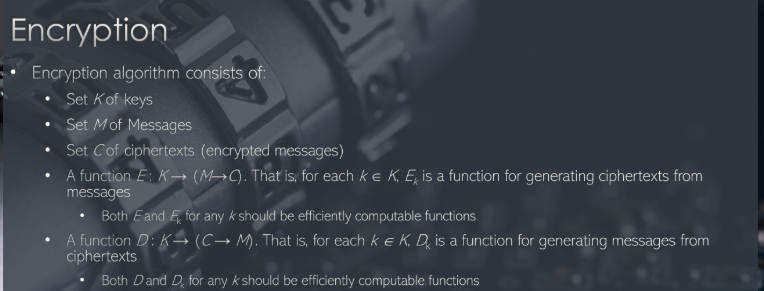 Encryption
• Encryption algorithm consists of:
• Set K of keys
• Set M of Messages
• Set C of ciphertexts (encrypted messages)
• A function E : K → (M→C). That is, for each k ∈ K, Eₖ is a function for generating ciphertexts from
messages
• Both E and Eₖ for any k should be efficiently computable functions
• A function D : K → (C → M). That is, for each k ∈ K, Dₖ is a function for generating messages from
ciphertexts
• Both D and Dₖ for any k should be efficiently computable functions